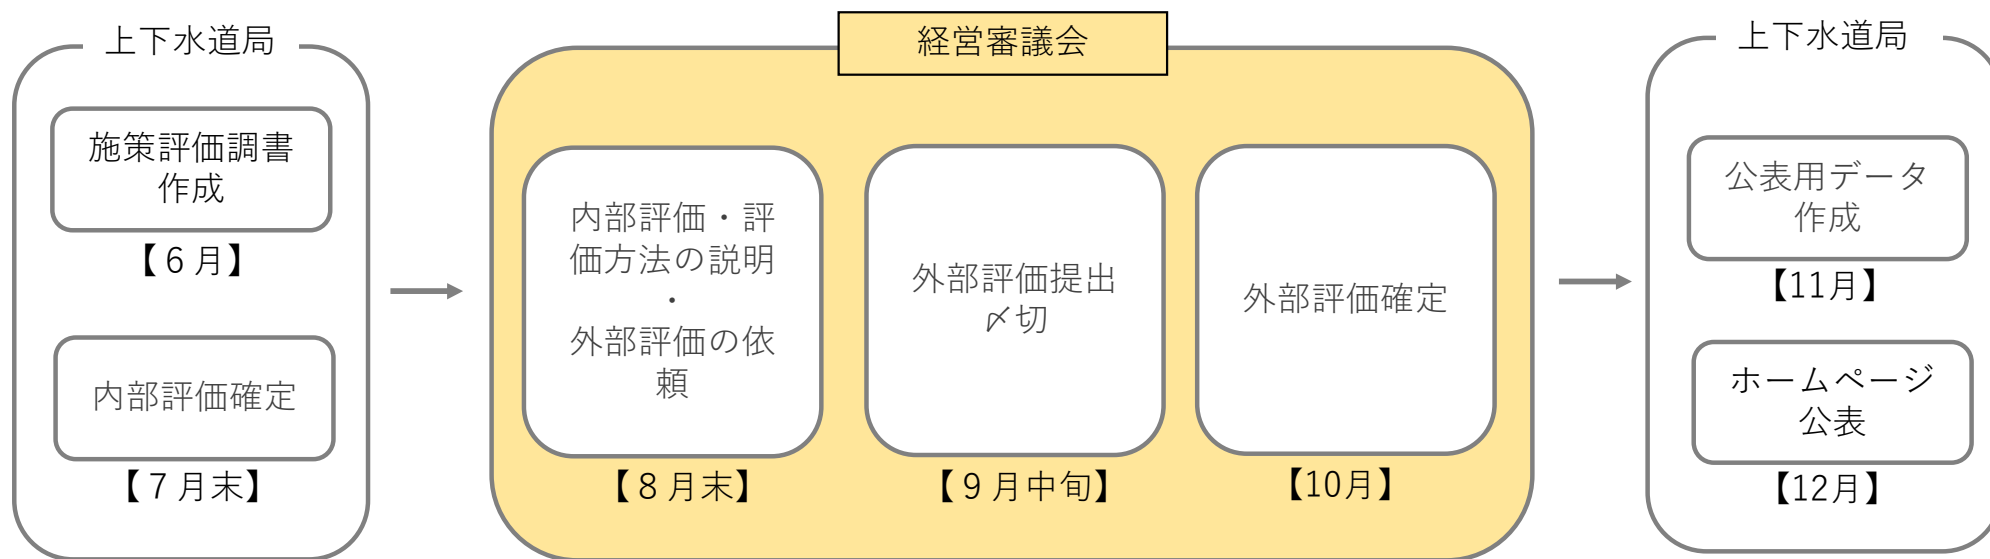 上下水道局
施策評価調書
作成
【６月】
内部評価確定
【７月末】
経営審議会
内部評価・評
価方法の説明
・
外部評価の依
頼
【８月末】
外部評価提出
〆切
【９月中旬】
外部評価確定
【10月】
上下水道局
公表用データ
作成
【11月】
ホームページ
公表
【12月】